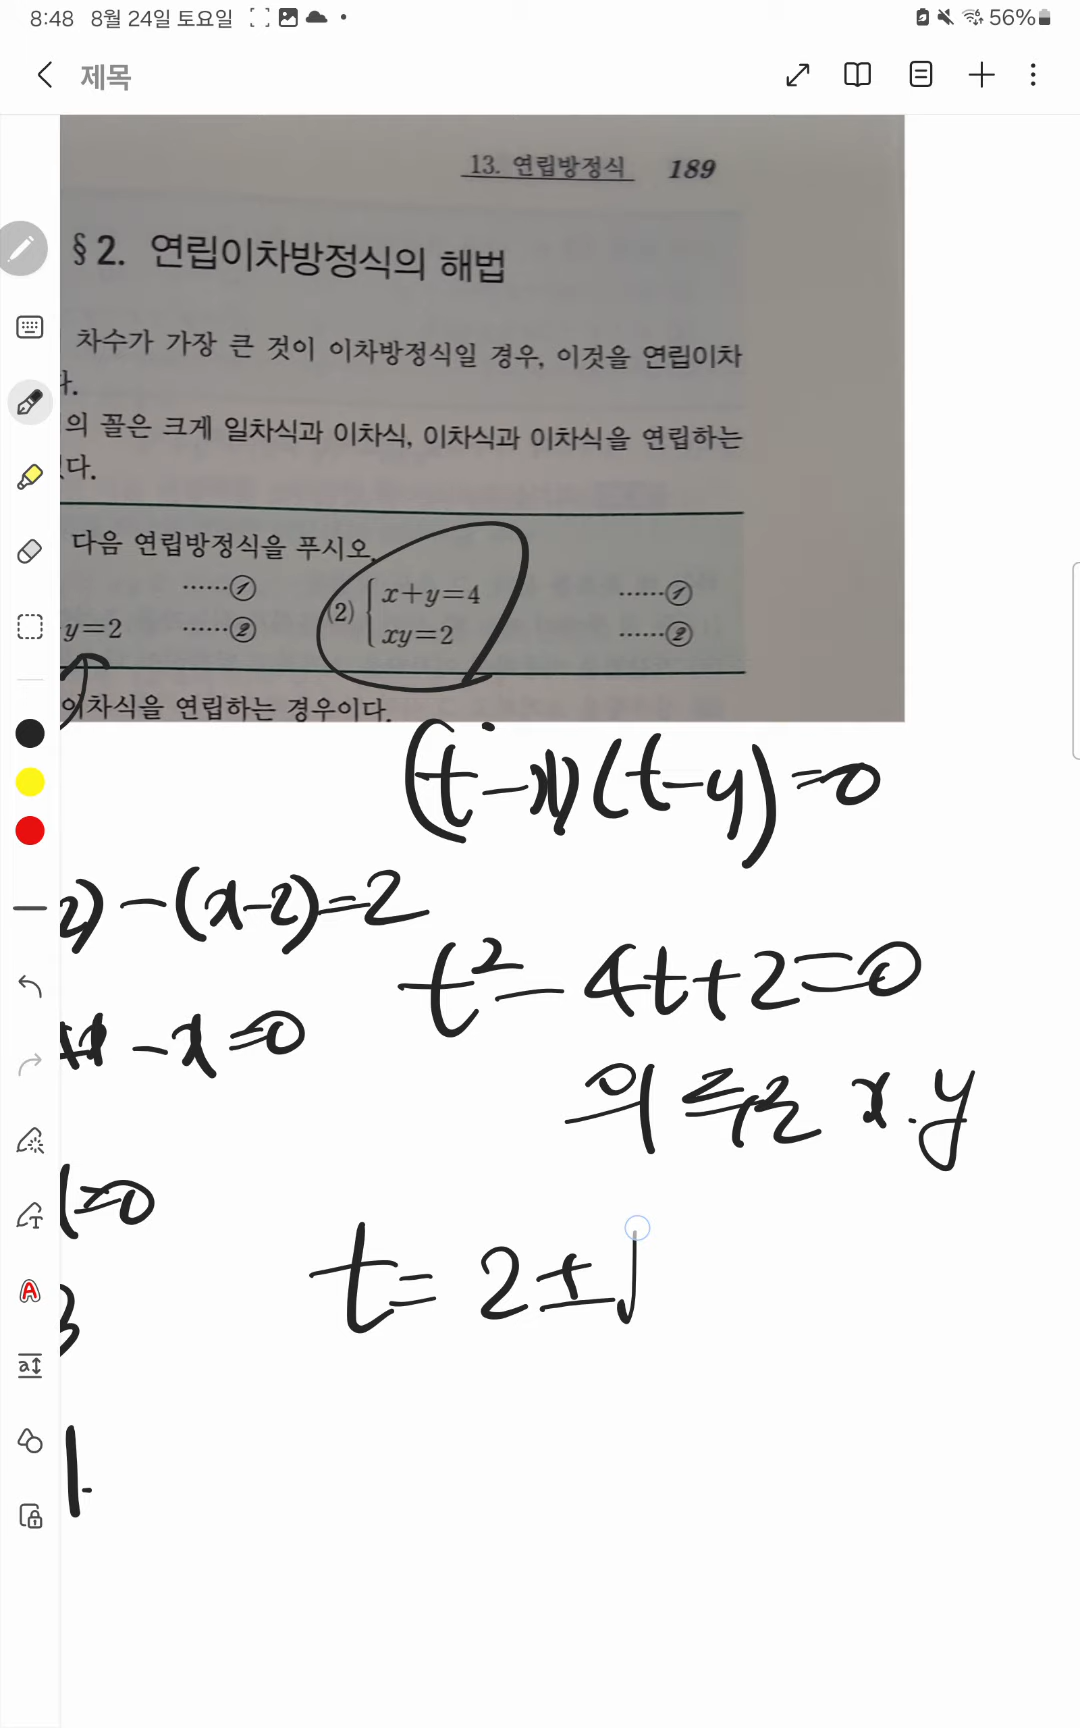 8:48 8월 24일 토요일 56%
제목
13. 연립방정식 189
§ 2. 연립이차방정식의 해법
차수가 가장 큰 것이 이차방정식일 경우, 이것을 연립이차
다.
의 꼴은 크게 일차식과 이차식, 이차식과 이차식을 연립하는
다.
다음 연립방정식을 푸시오.
……① (2) x+y=4 ……①
y=2 ……② xy=2 ……②
이차식을 연립하는 경우이다.
(t-x)(t-y)=0
2)-(x-2)=2
t²-4t+2=0
-x=0
의 두근 x.y
=0
t=2±√
3
1.